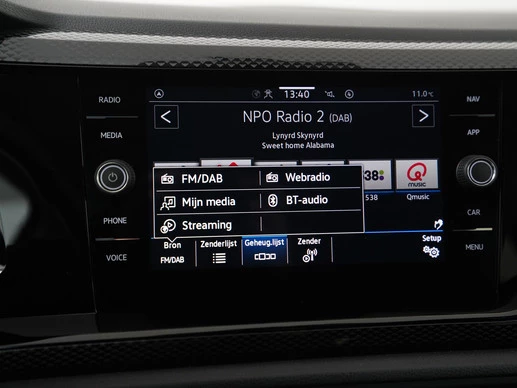 RADIO
MEDIA
PHONE
VOICE
13:40
11.0°C
NPO Radio 2 (DAB)
Lynyrd Skynyrd
Sweet home Alabama
FM/DAB
Webradio
Mijn media
BT-audio
Streaming
538
Q
music
538
Qmusic
Bron
FM/DAB
Zenderlijst
Geheug.lijst
Zender
Setup
NAV
APP
CAR
MENU